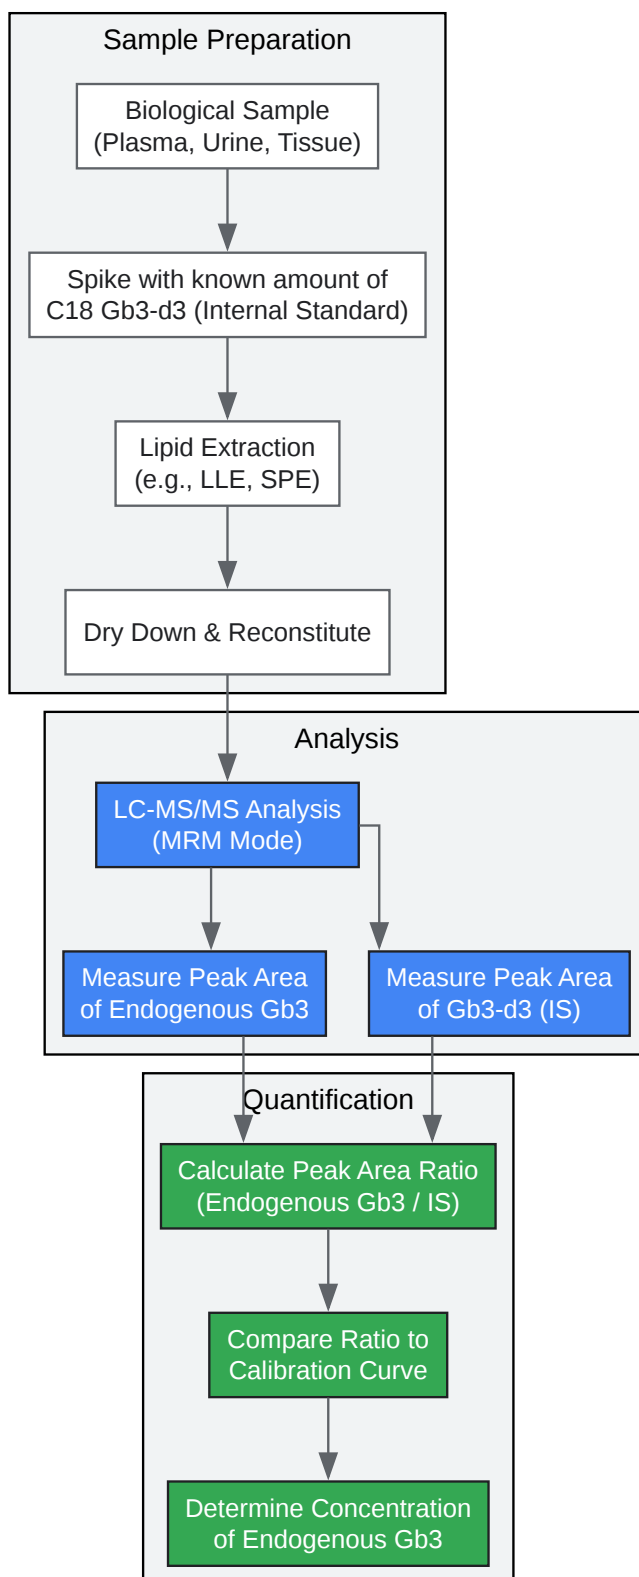 Sample Preparation
Biological Sample
(Plasma, Urine, Tissue)
Spike with known amount of
C18 Gb3-d3 (Internal Standard)
Lipid Extraction
(e.g., LLE, SPE)
Dry Down & Reconstitute
Analysis
LC-MS/MS Analysis
(MRM Mode)
Measure Peak Area
of Endogenous Gb3
Measure Peak Area
of Gb3-d3 (IS)
Quantification
Calculate Peak Area Ratio
(Endogenous Gb3 / IS)
Compare Ratio to
Calibration Curve
Determine Concentration
of Endogenous Gb3